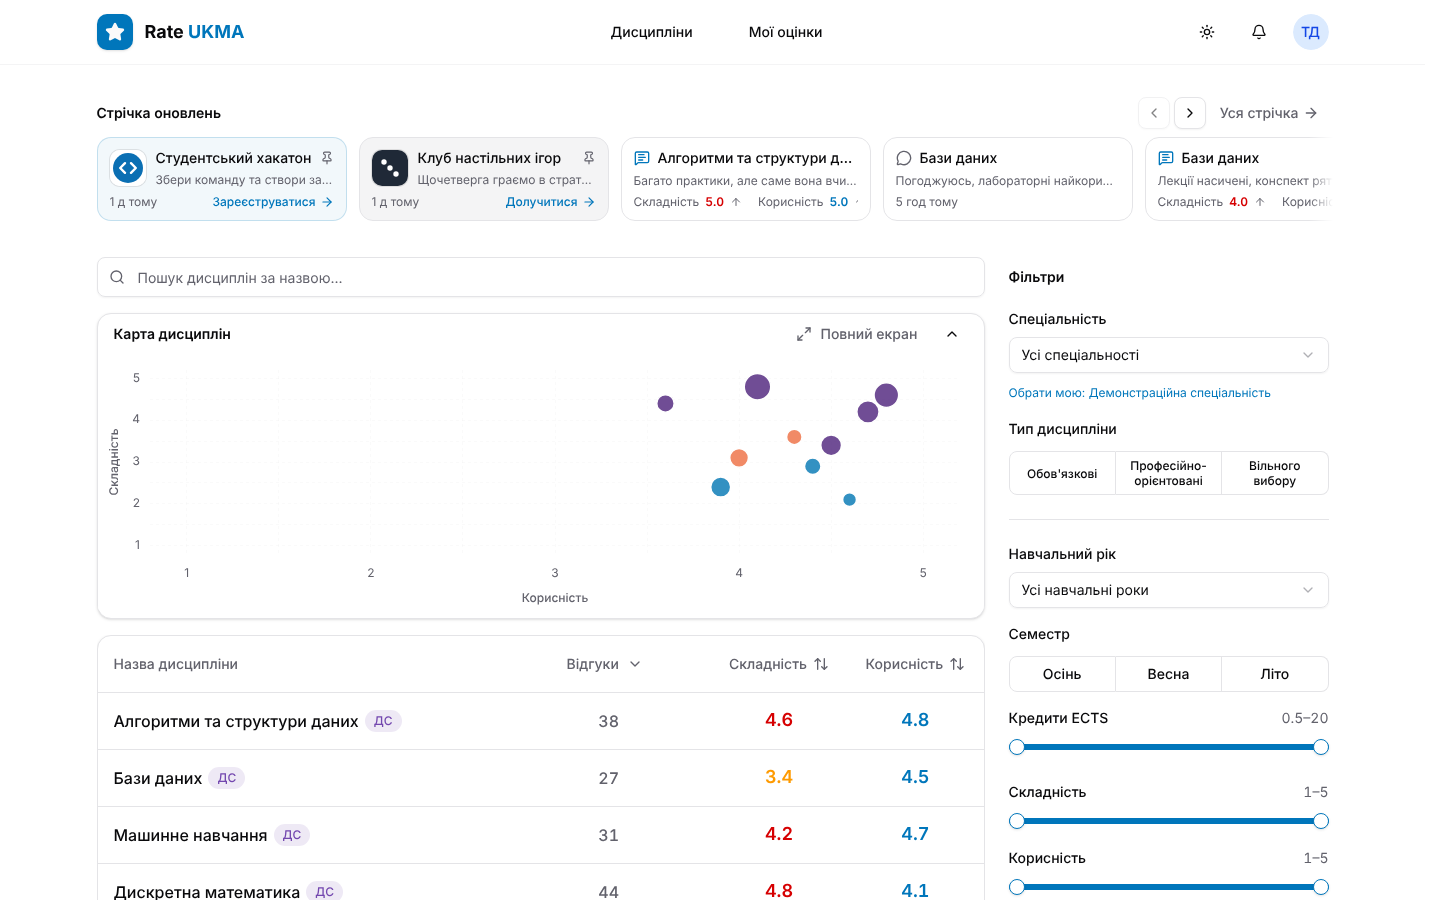 Rate UKMA
Дисципліни
Мої оцінки
ТД
Стрічка оновлень
Уся стрічка
Студентський хакатон
Збери команду та створи за...
1 д тому
Зареєструватися
Клуб настільних ігор
Щочетверга граємо в страт...
1 д тому
Долучитися
Алгоритми та структури д...
Багато практики, але саме вона вчи...
Складність 5.0 Корисність 5.0
Бази даних
Погоджуюсь, лабораторні найкори...
5 год тому
Бази даних
Лекції насичені, конспект рят
Складність 4.0 Корисніс
Пошук дисциплін за назвою...
Карта дисциплін
Повний екран
5
4
3
2
1
Складність
1 2 3 4 5
Корисність
Назва дисципліни Відгуки Складність Корисність
Алгоритми та структури даних ДС 38 4.6 4.8
Бази даних ДС 27 3.4 4.5
Машинне навчання ДС 31 4.2 4.7
Дискретна математика ДС 44 4.8 4.1
Фільтри
Спеціальність
Усі спеціальності
Обрати мою: Демонстраційна спеціальність
Тип дисципліни
Обов'язкові
Професійно-
орієнтовані
Вільного
вибору
Навчальний рік
Усі навчальні роки
Семестр
Осінь Весна Літо
Кредити ECTS 0.5–20
Складність 1–5
Корисність 1–5